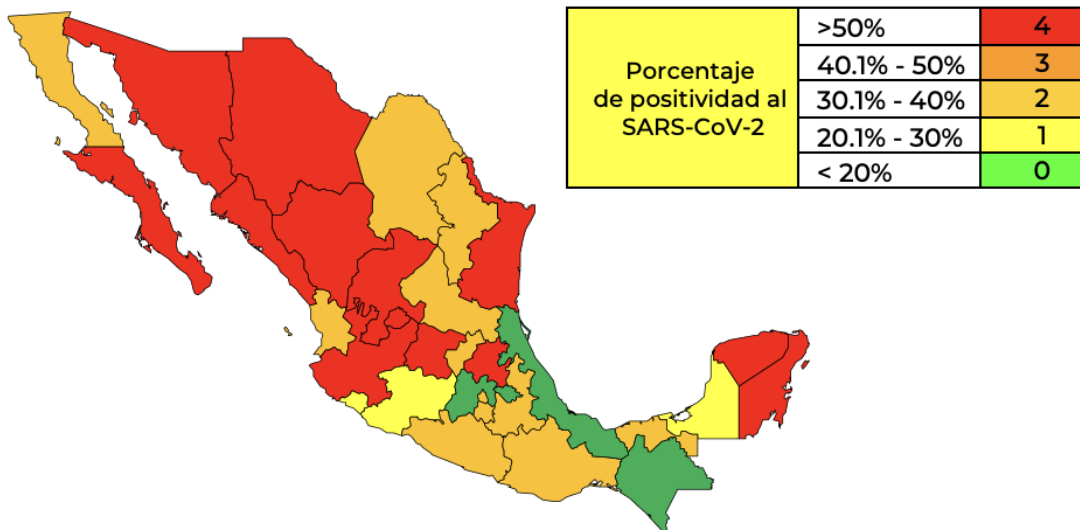 Porcentaje
de positividad al
SARS-CoV-2
>50% 4
40.1% - 50% 3
30.1% - 40% 2
20.1% - 30% 1
< 20% 0